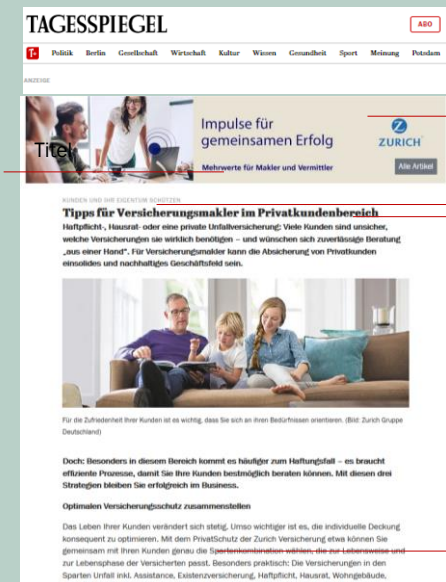 TAGESSPIEGEL
ABO
T+ Politik Berlin Gesellschaft Wirtschaft Kultur Wissen Gesundheit Sport Meinung Potsdam
ANZEIGE
Impulse für
gemeinsamen Erfolg
Titel
ZURICH
Mehrwerte für Makler und Vermittler
Alle Artikel
KUNDEN UND IHR EIGENTUM SCHÜTZEN
Tipps für Versicherungsmakler im Privatkundenbereich
Haftpflicht-, Hausrat- oder eine private Unfallversicherung: Viele Kunden sind unsicher,
welche Versicherungen sie wirklich benötigen – und wünschen sich zuverlässige Beratung
„aus einer Hand“. Für Versicherungsmakler kann die Absicherung von Privatkunden
einsolides und nachhaltiges Geschäftsfeld sein.
Für die Zufriedenheit Ihrer Kunden ist es wichtig, dass Sie sich an ihren Bedürfnissen orientieren. (Bild: Zurich Gruppe
Deutschland)
Doch: Besonders in diesem Bereich kommt es häufiger zum Haftungsfall – es braucht
effiziente Prozesse, damit Sie Ihre Kunden bestmöglich beraten können. Mit diesen drei
Strategien bleiben Sie erfolgreich im Business.
Optimalen Versicherungsschutz zusammenstellen
Das Leben Ihrer Kunden verändert sich stetig. Umso wichtiger ist es, die individuelle Deckung
konsequent zu optimieren. Mit dem PrivatSchutz der Zurich Versicherung etwa können Sie
gemeinsam mit Ihren Kunden genau die Spartenkombination wählen, die zur Lebensweise und
zur Lebensphase der Versicherten passt. Besonders praktisch: Die Versicherungen in den
Sparten Unfall inkl. Assistance, Existenzversicherung, Haftpflicht, Hausrat, Wohngebäude,